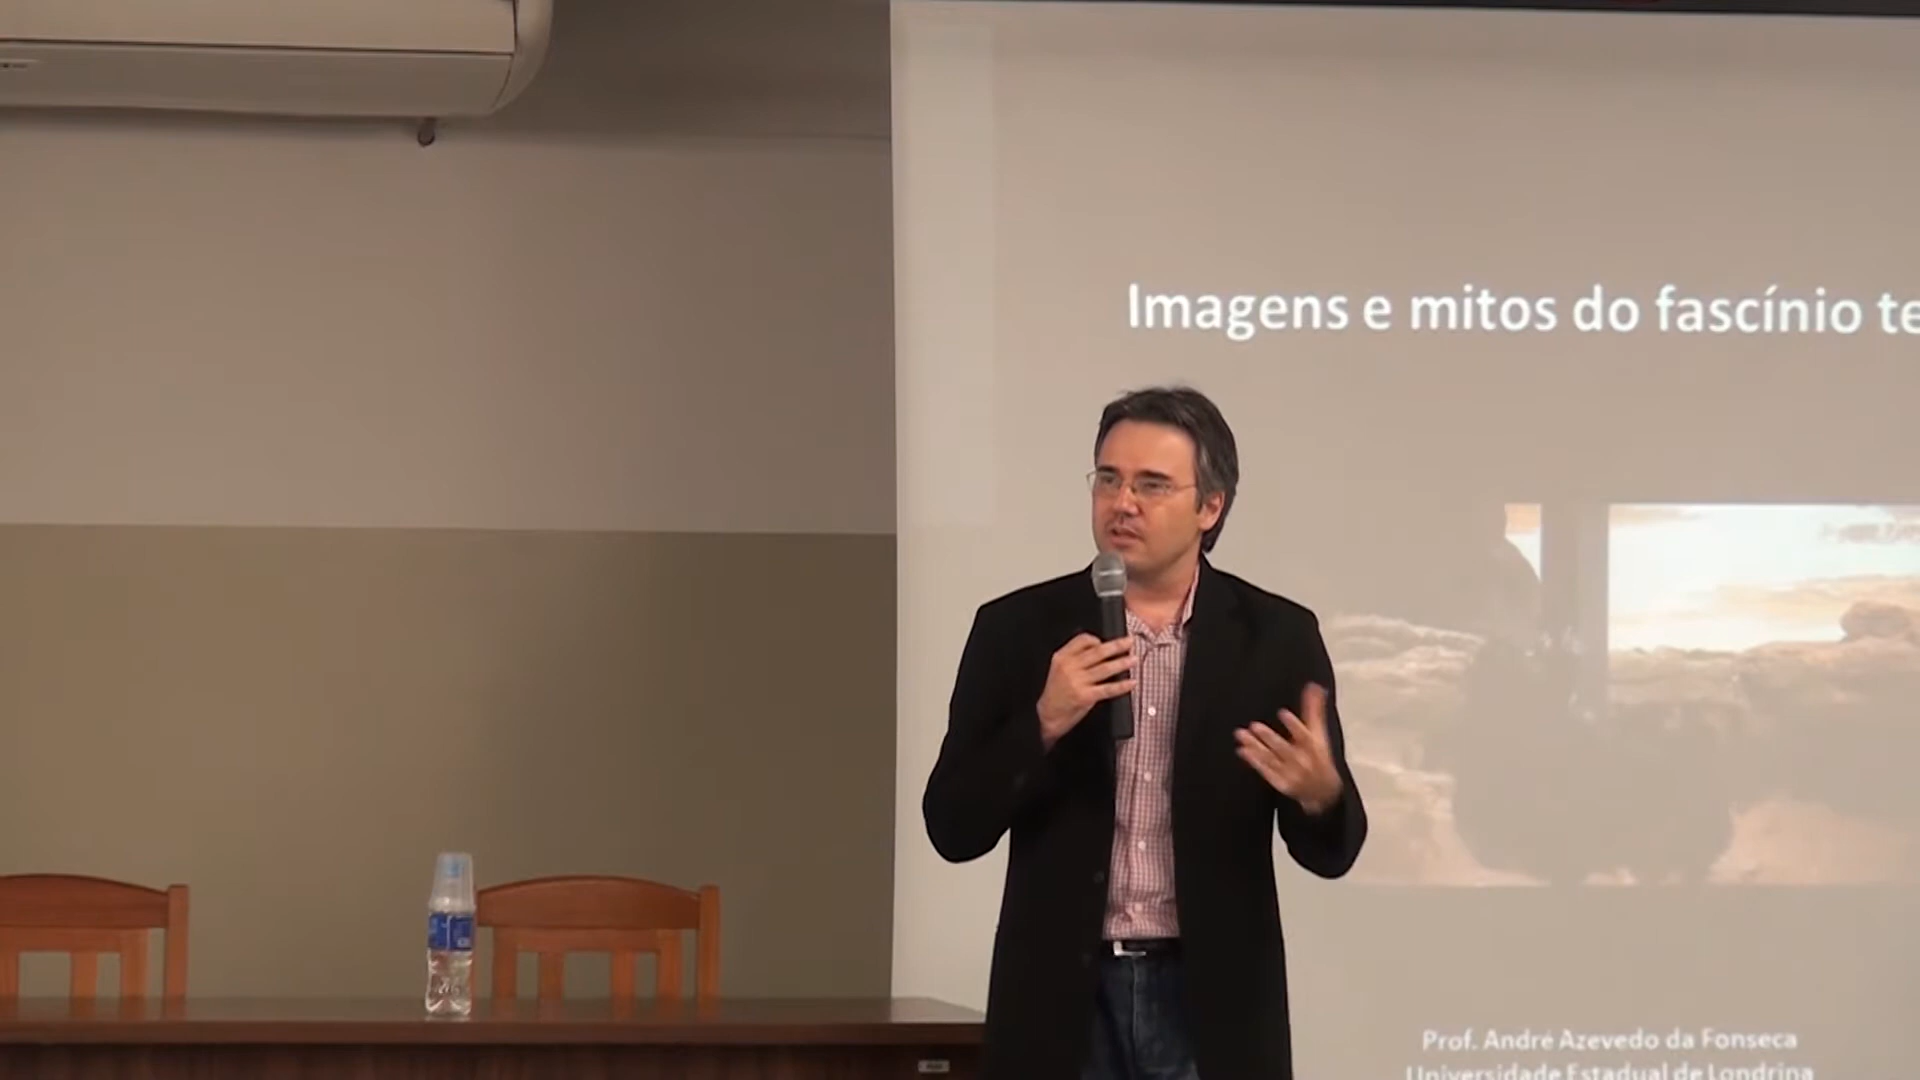 Imagens e mitos do fascínio te
Prof. André Azevedo da Fonseca
Universidade Estadual de Londrina